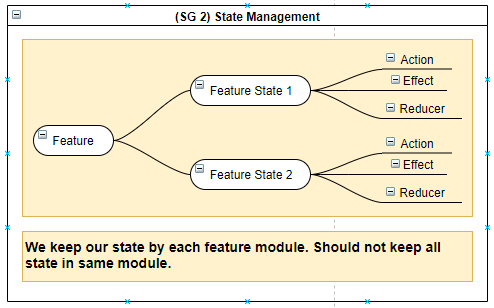 (SG 2) State Management
Feature
Feature State 1
Action
Effect
Reducer
Feature State 2
Action
Effect
Reducer
We keep our state by each feature module. Should not keep all
state in same module.